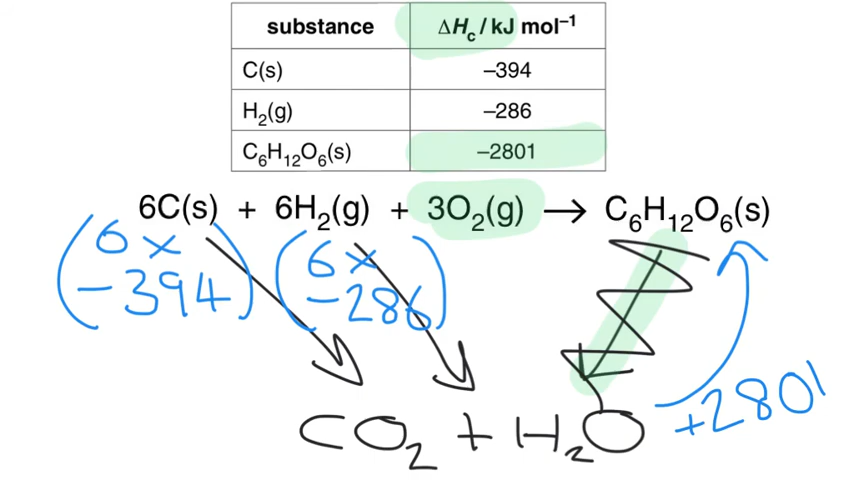 substance ΔHc / kJ mol⁻¹
C(s) –394
H₂(g) –286
C₆H₁₂O₆(s) –2801
6C(s) + 6H₂(g) + 3O₂(g) → C₆H₁₂O₆(s)
(6 × –394) (6 × –286)
+2801
CO₂ + H₂O